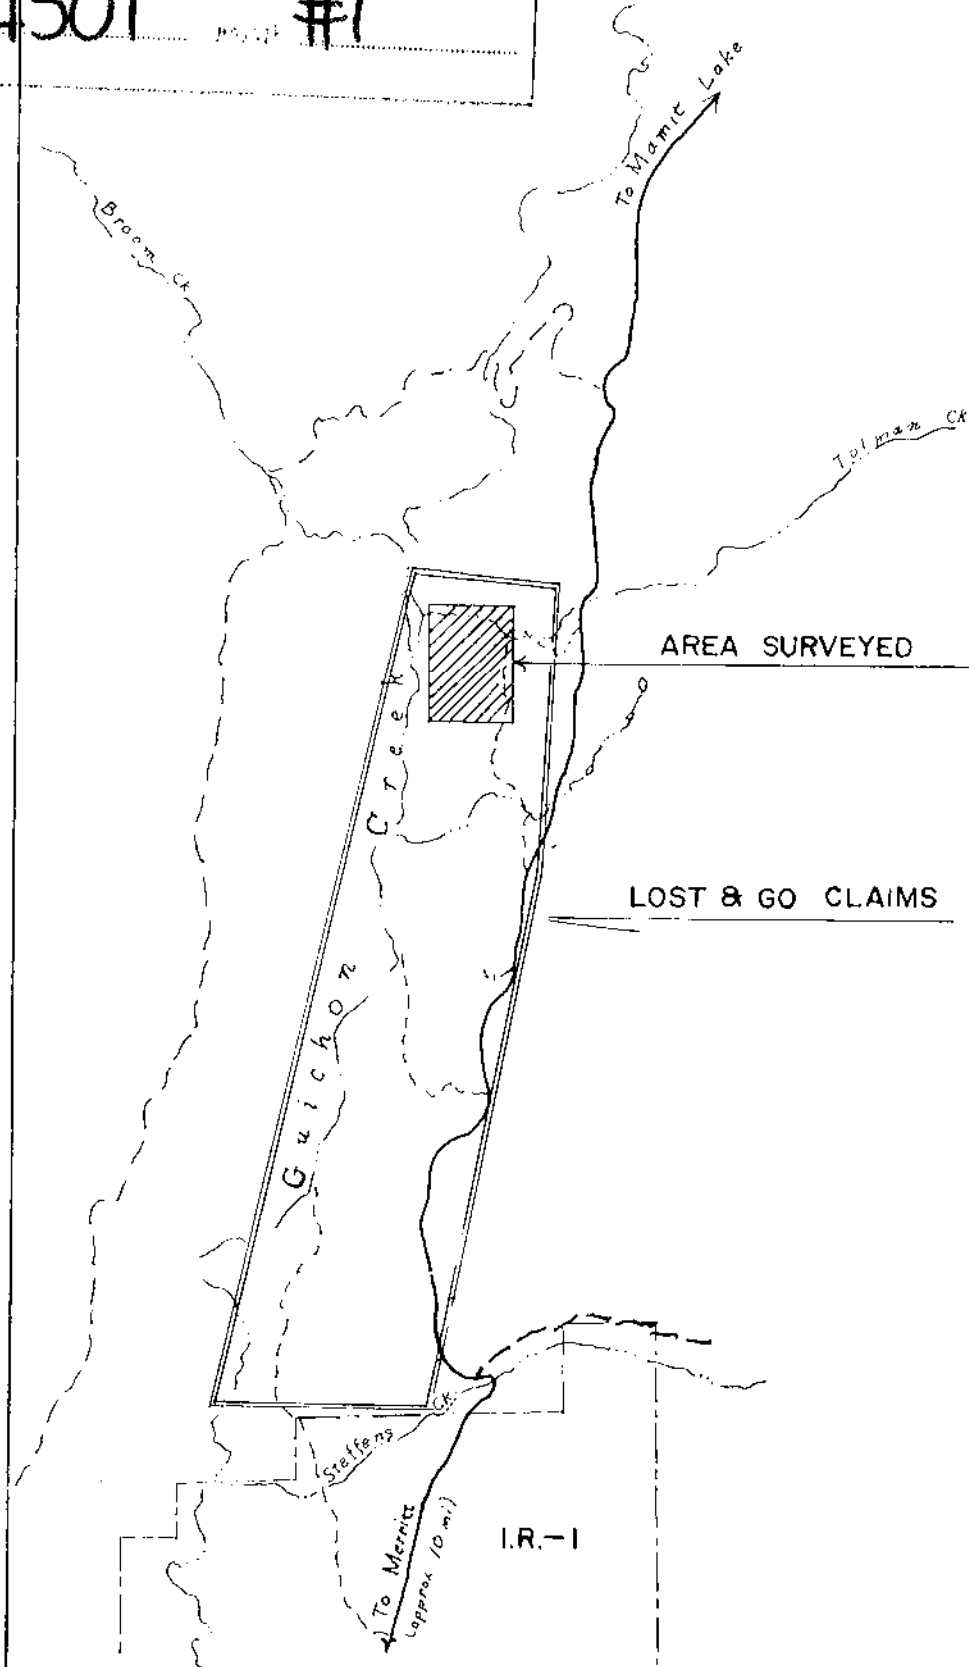 4501 #1
To Mamit Lake
Broom Ck
Tolman Ck
AREA SURVEYED
LOST & GO CLAIMS
Guichon Creek
Steffens Ck
To Merritt
(approx 10 mi)
I.R.-1